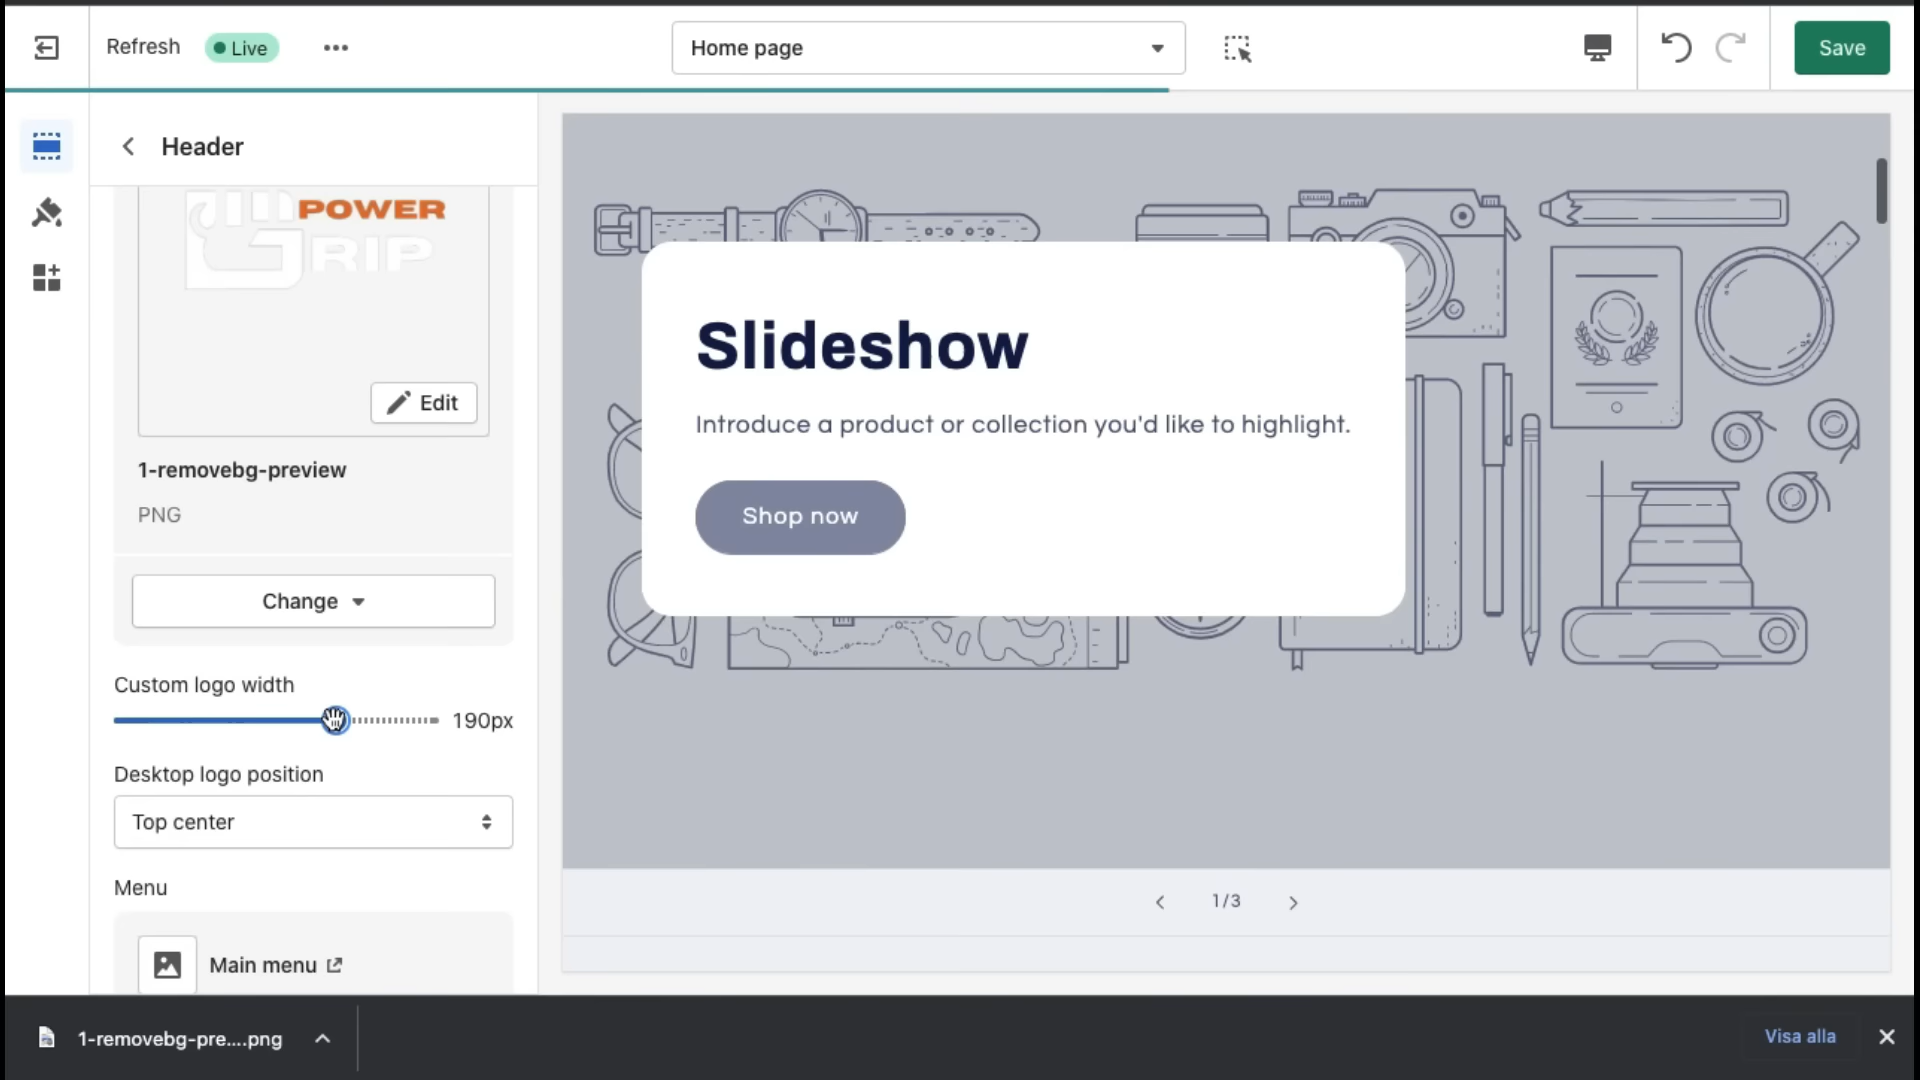 Refresh
Live
Home page
Save
Header
POWER
GRIP
Edit
1-removebg-preview
PNG
Change
Custom logo width
190px
Desktop logo position
Top center
Menu
Main menu
Slideshow
Introduce a product or collection you'd like to highlight.
Shop now
1/3
1-removebg-pre....png
Visa alla